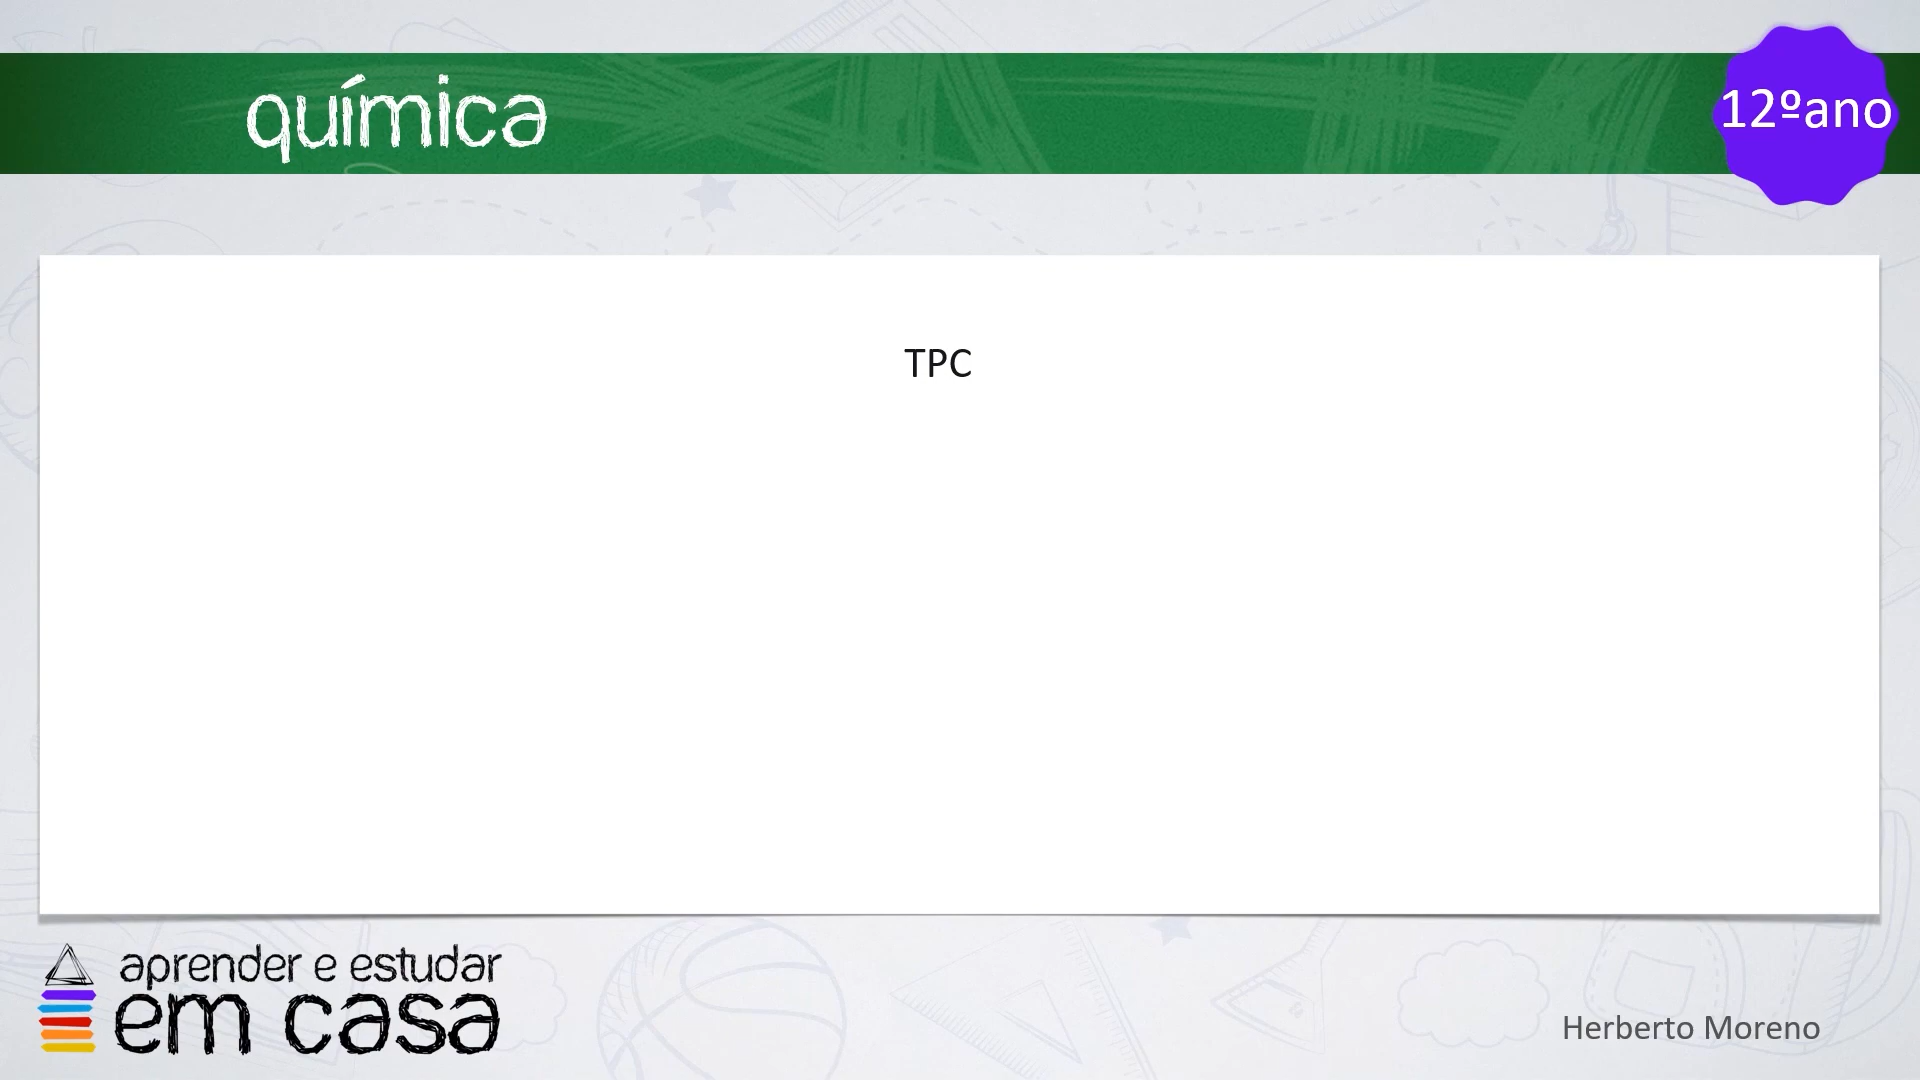 química
12ºano
TPC
aprender e estudar
em casa
Herberto Moreno